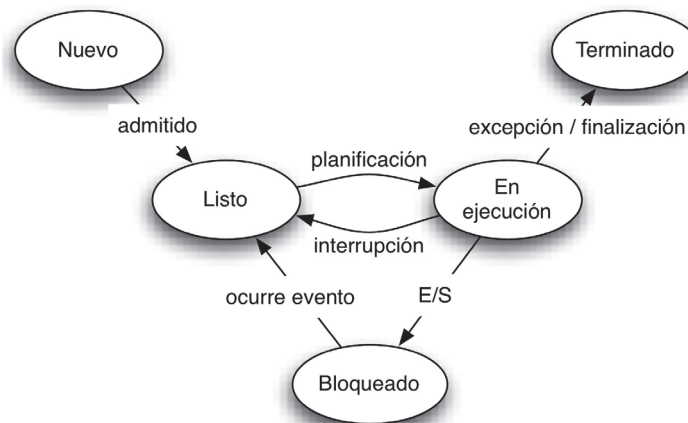 Nuevo
Terminado
admitido
excepción / finalización
planificación
Listo
En
ejecución
interrupción
ocurre evento
E/S
Bloqueado